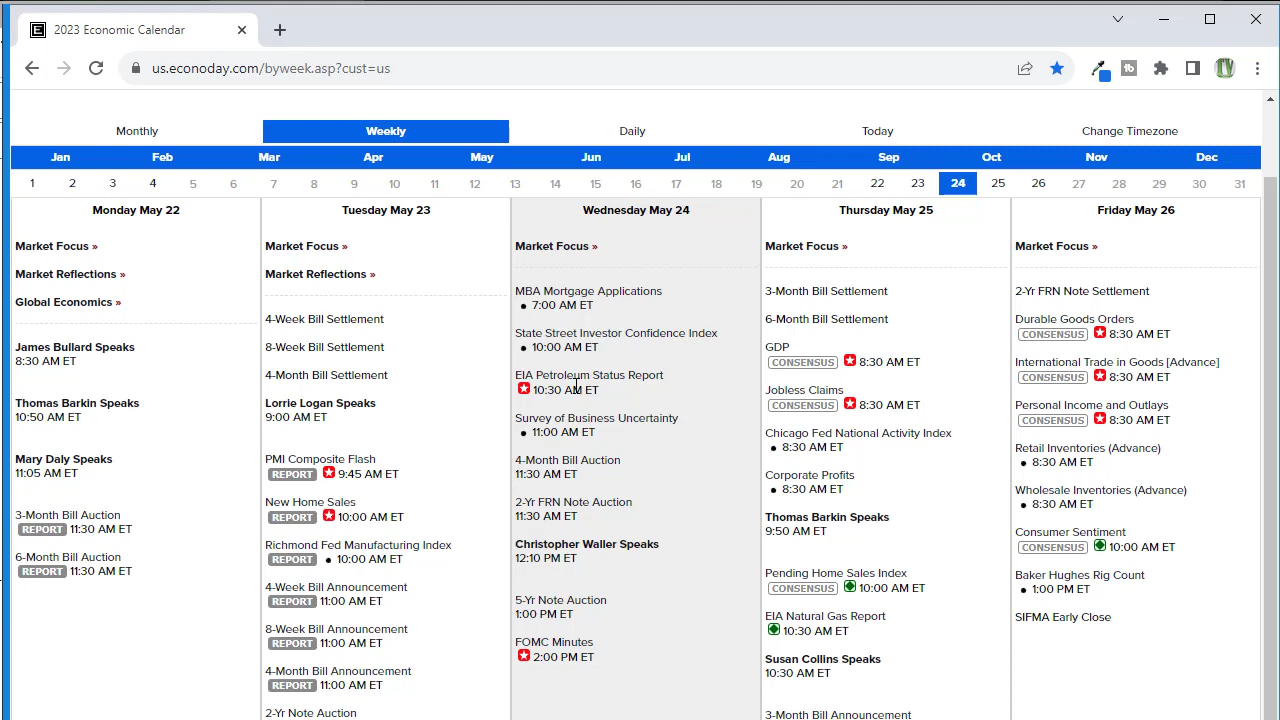 2023 Economic Calendar
us.econoday.com/byweek.asp?cust=us
Monthly Weekly Daily Today Change Timezone
Jan Feb Mar Apr May Jun Jul Aug Sep Oct Nov Dec
1 2 3 4 5 6 7 8 9 10 11 12 13 14 15 16 17 18 19 20 21 22 23 24 25 26 27 28 29 30 31
Monday May 22
Market Focus »
Market Reflections »
Global Economics »
James Bullard Speaks
8:30 AM ET
Thomas Barkin Speaks
10:50 AM ET
Mary Daly Speaks
11:05 AM ET
3-Month Bill Auction
REPORT 11:30 AM ET
6-Month Bill Auction
REPORT 11:30 AM ET
Tuesday May 23
Market Focus »
Market Reflections »
4-Week Bill Settlement
8-Week Bill Settlement
4-Month Bill Settlement
Lorrie Logan Speaks
9:00 AM ET
PMI Composite Flash
REPORT 9:45 AM ET
New Home Sales
REPORT 10:00 AM ET
Richmond Fed Manufacturing Index
REPORT 10:00 AM ET
4-Week Bill Announcement
REPORT 11:00 AM ET
8-Week Bill Announcement
REPORT 11:00 AM ET
4-Month Bill Announcement
REPORT 11:00 AM ET
2-Yr Note Auction
Wednesday May 24
Market Focus »
MBA Mortgage Applications
7:00 AM ET
State Street Investor Confidence Index
10:00 AM ET
EIA Petroleum Status Report
10:30 AM ET
Survey of Business Uncertainty
11:00 AM ET
4-Month Bill Auction
11:30 AM ET
2-Yr FRN Note Auction
11:30 AM ET
Christopher Waller Speaks
12:10 PM ET
5-Yr Note Auction
1:00 PM ET
FOMC Minutes
2:00 PM ET
Thursday May 25
Market Focus »
3-Month Bill Settlement
6-Month Bill Settlement
GDP
CONSENSUS 8:30 AM ET
Jobless Claims
CONSENSUS 8:30 AM ET
Chicago Fed National Activity Index
8:30 AM ET
Corporate Profits
8:30 AM ET
Thomas Barkin Speaks
9:50 AM ET
Pending Home Sales Index
CONSENSUS 10:00 AM ET
EIA Natural Gas Report
10:30 AM ET
Susan Collins Speaks
10:30 AM ET
3-Month Bill Announcement
Friday May 26
Market Focus »
2-Yr FRN Note Settlement
Durable Goods Orders
CONSENSUS 8:30 AM ET
International Trade in Goods [Advance]
CONSENSUS 8:30 AM ET
Personal Income and Outlays
CONSENSUS 8:30 AM ET
Retail Inventories (Advance)
8:30 AM ET
Wholesale Inventories (Advance)
8:30 AM ET
Consumer Sentiment
CONSENSUS 10:00 AM ET
Baker Hughes Rig Count
1:00 PM ET
SIFMA Early Close